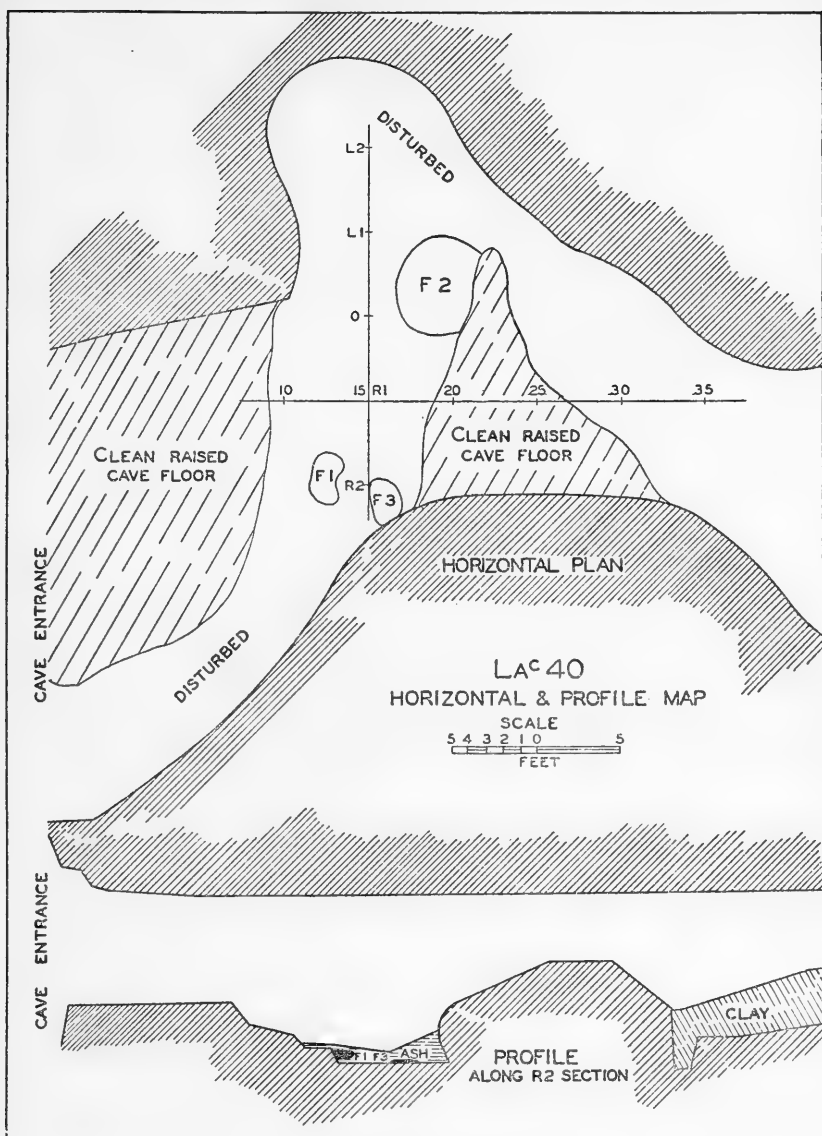 DISTURBED
L2
L1
F 2
0
10 15 R1 20 25 30 35
CLEAN RAISED
CAVE FLOOR
CLEAN RAISED
CAVE FLOOR
F1
R2
F3
HORIZONTAL PLAN
CAVE ENTRANCE
DISTURBED
LAᶜ 40
HORIZONTAL & PROFILE MAP
SCALE
5 4 3 2 1 0 5
FEET
CAVE ENTRANCE
CLAY
F1 F3 ASH
PROFILE
ALONG R2 SECTION